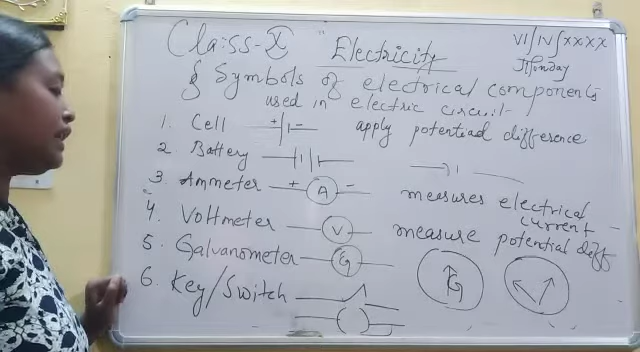 Class-X "Electricity
VI/IV/XXXX
Monday
§ Symbols of electrical components
used in electric circuit-
1. Cell + - apply potential difference
2. Battery
3. Ammeter + A - measures electrical
current
4. Voltmeter V measure potential diff
5. Galvanometer G G
6. Key/Switch